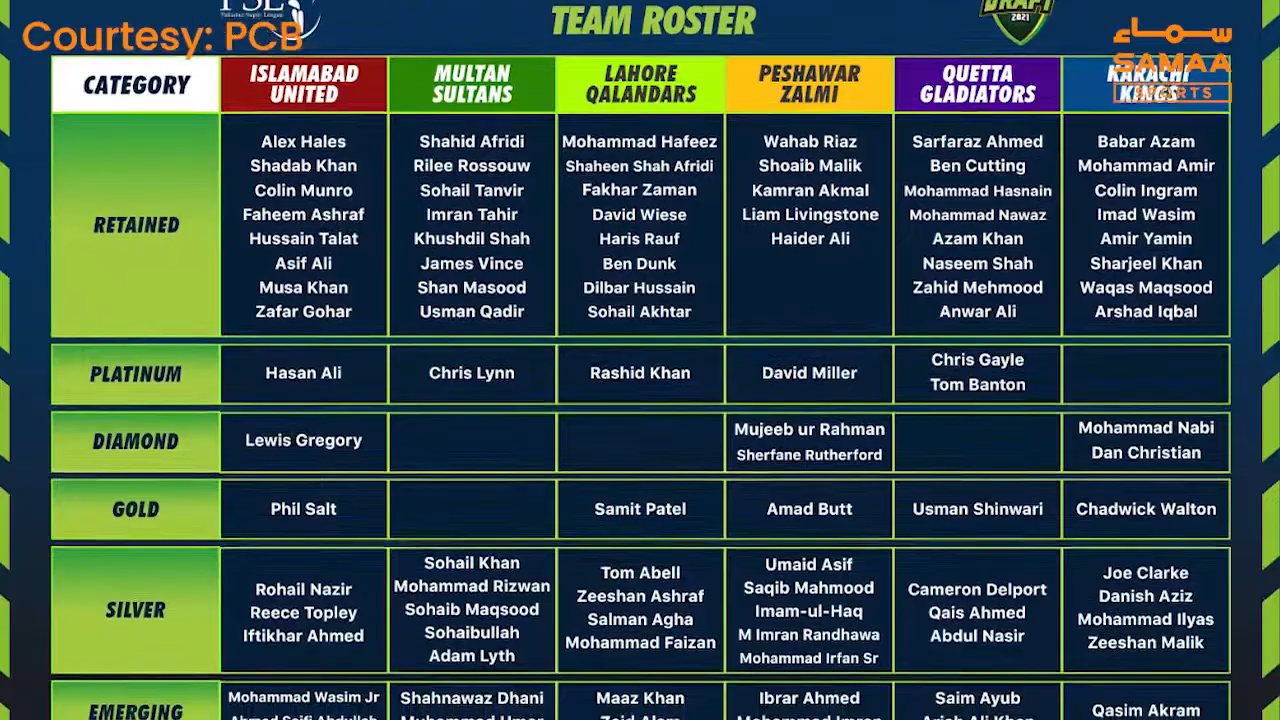 PSL
Pakistan Super League
DRAFT
2021
TEAM ROSTER
Courtesy: PCB
سماء
SAMAA
SPORTS
CATEGORY
ISLAMABAD
UNITED
MULTAN
SULTANS
LAHORE
QALANDARS
PESHAWAR
ZALMI
QUETTA
GLADIATORS
KARACHI
KINGS
RETAINED
Alex Hales
Shadab Khan
Colin Munro
Faheem Ashraf
Hussain Talat
Asif Ali
Musa Khan
Zafar Gohar
Shahid Afridi
Rilee Rossouw
Sohail Tanvir
Imran Tahir
Khushdil Shah
James Vince
Shan Masood
Usman Qadir
Mohammad Hafeez
Shaheen Shah Afridi
Fakhar Zaman
David Wiese
Haris Rauf
Ben Dunk
Dilbar Hussain
Sohail Akhtar
Wahab Riaz
Shoaib Malik
Kamran Akmal
Liam Livingstone
Haider Ali
Sarfaraz Ahmed
Ben Cutting
Mohammad Hasnain
Mohammad Nawaz
Azam Khan
Naseem Shah
Zahid Mehmood
Anwar Ali
Babar Azam
Mohammad Amir
Colin Ingram
Imad Wasim
Amir Yamin
Sharjeel Khan
Waqas Maqsood
Arshad Iqbal
PLATINUM
Hasan Ali
Chris Lynn
Rashid Khan
David Miller
Chris Gayle
Tom Banton
DIAMOND
Lewis Gregory
Mujeeb ur Rahman
Sherfane Rutherford
Mohammad Nabi
Dan Christian
GOLD
Phil Salt
Samit Patel
Amad Butt
Usman Shinwari
Chadwick Walton
SILVER
Rohail Nazir
Reece Topley
Iftikhar Ahmed
Sohail Khan
Mohammad Rizwan
Sohaib Maqsood
Sohaibullah
Adam Lyth
Tom Abell
Zeeshan Ashraf
Salman Agha
Mohammad Faizan
Umaid Asif
Saqib Mahmood
Imam-ul-Haq
M Imran Randhawa
Mohammad Irfan Sr
Cameron Delport
Qais Ahmed
Abdul Nasir
Joe Clarke
Danish Aziz
Mohammad Ilyas
Zeeshan Malik
EMERGING
Mohammad Wasim Jr
Shahnawaz Dhani
Maaz Khan
Ibrar Ahmed
Saim Ayub
Qasim Akram